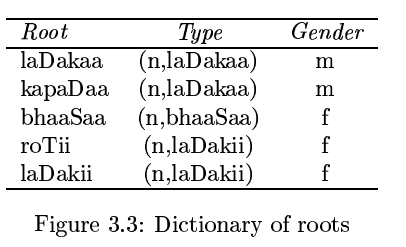 Root Type Gender
laDakaa (n,laDakaa) m
kapaDaa (n,laDakaa) m
bhaaSaa (n,bhaaSaa) f
roTii (n,laDakii) f
laDakii (n,laDakii) f
Figure 3.3: Dictionary of roots